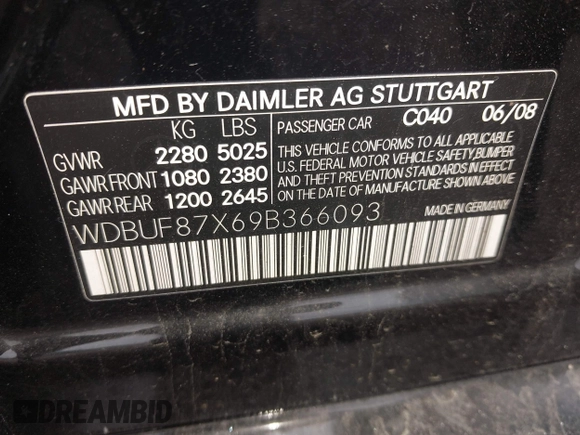 MFD BY DAIMLER AG STUTTGART
KG LBS
GVWR 2280 5025
GAWR FRONT 1080 2380
GAWR REAR 1200 2645
PASSENGER CAR C040 06/08
THIS VEHICLE CONFORMS TO ALL APPLICABLE
U.S. FEDERAL MOTOR VEHICLE SAFETY, BUMPER
AND THEFT PREVENTION STANDARDS IN EFFECT
ON THE DATE OF MANUFACTURE SHOWN ABOVE.
WDBUF87X69B366093
MADE IN GERMANY
DREAMBID